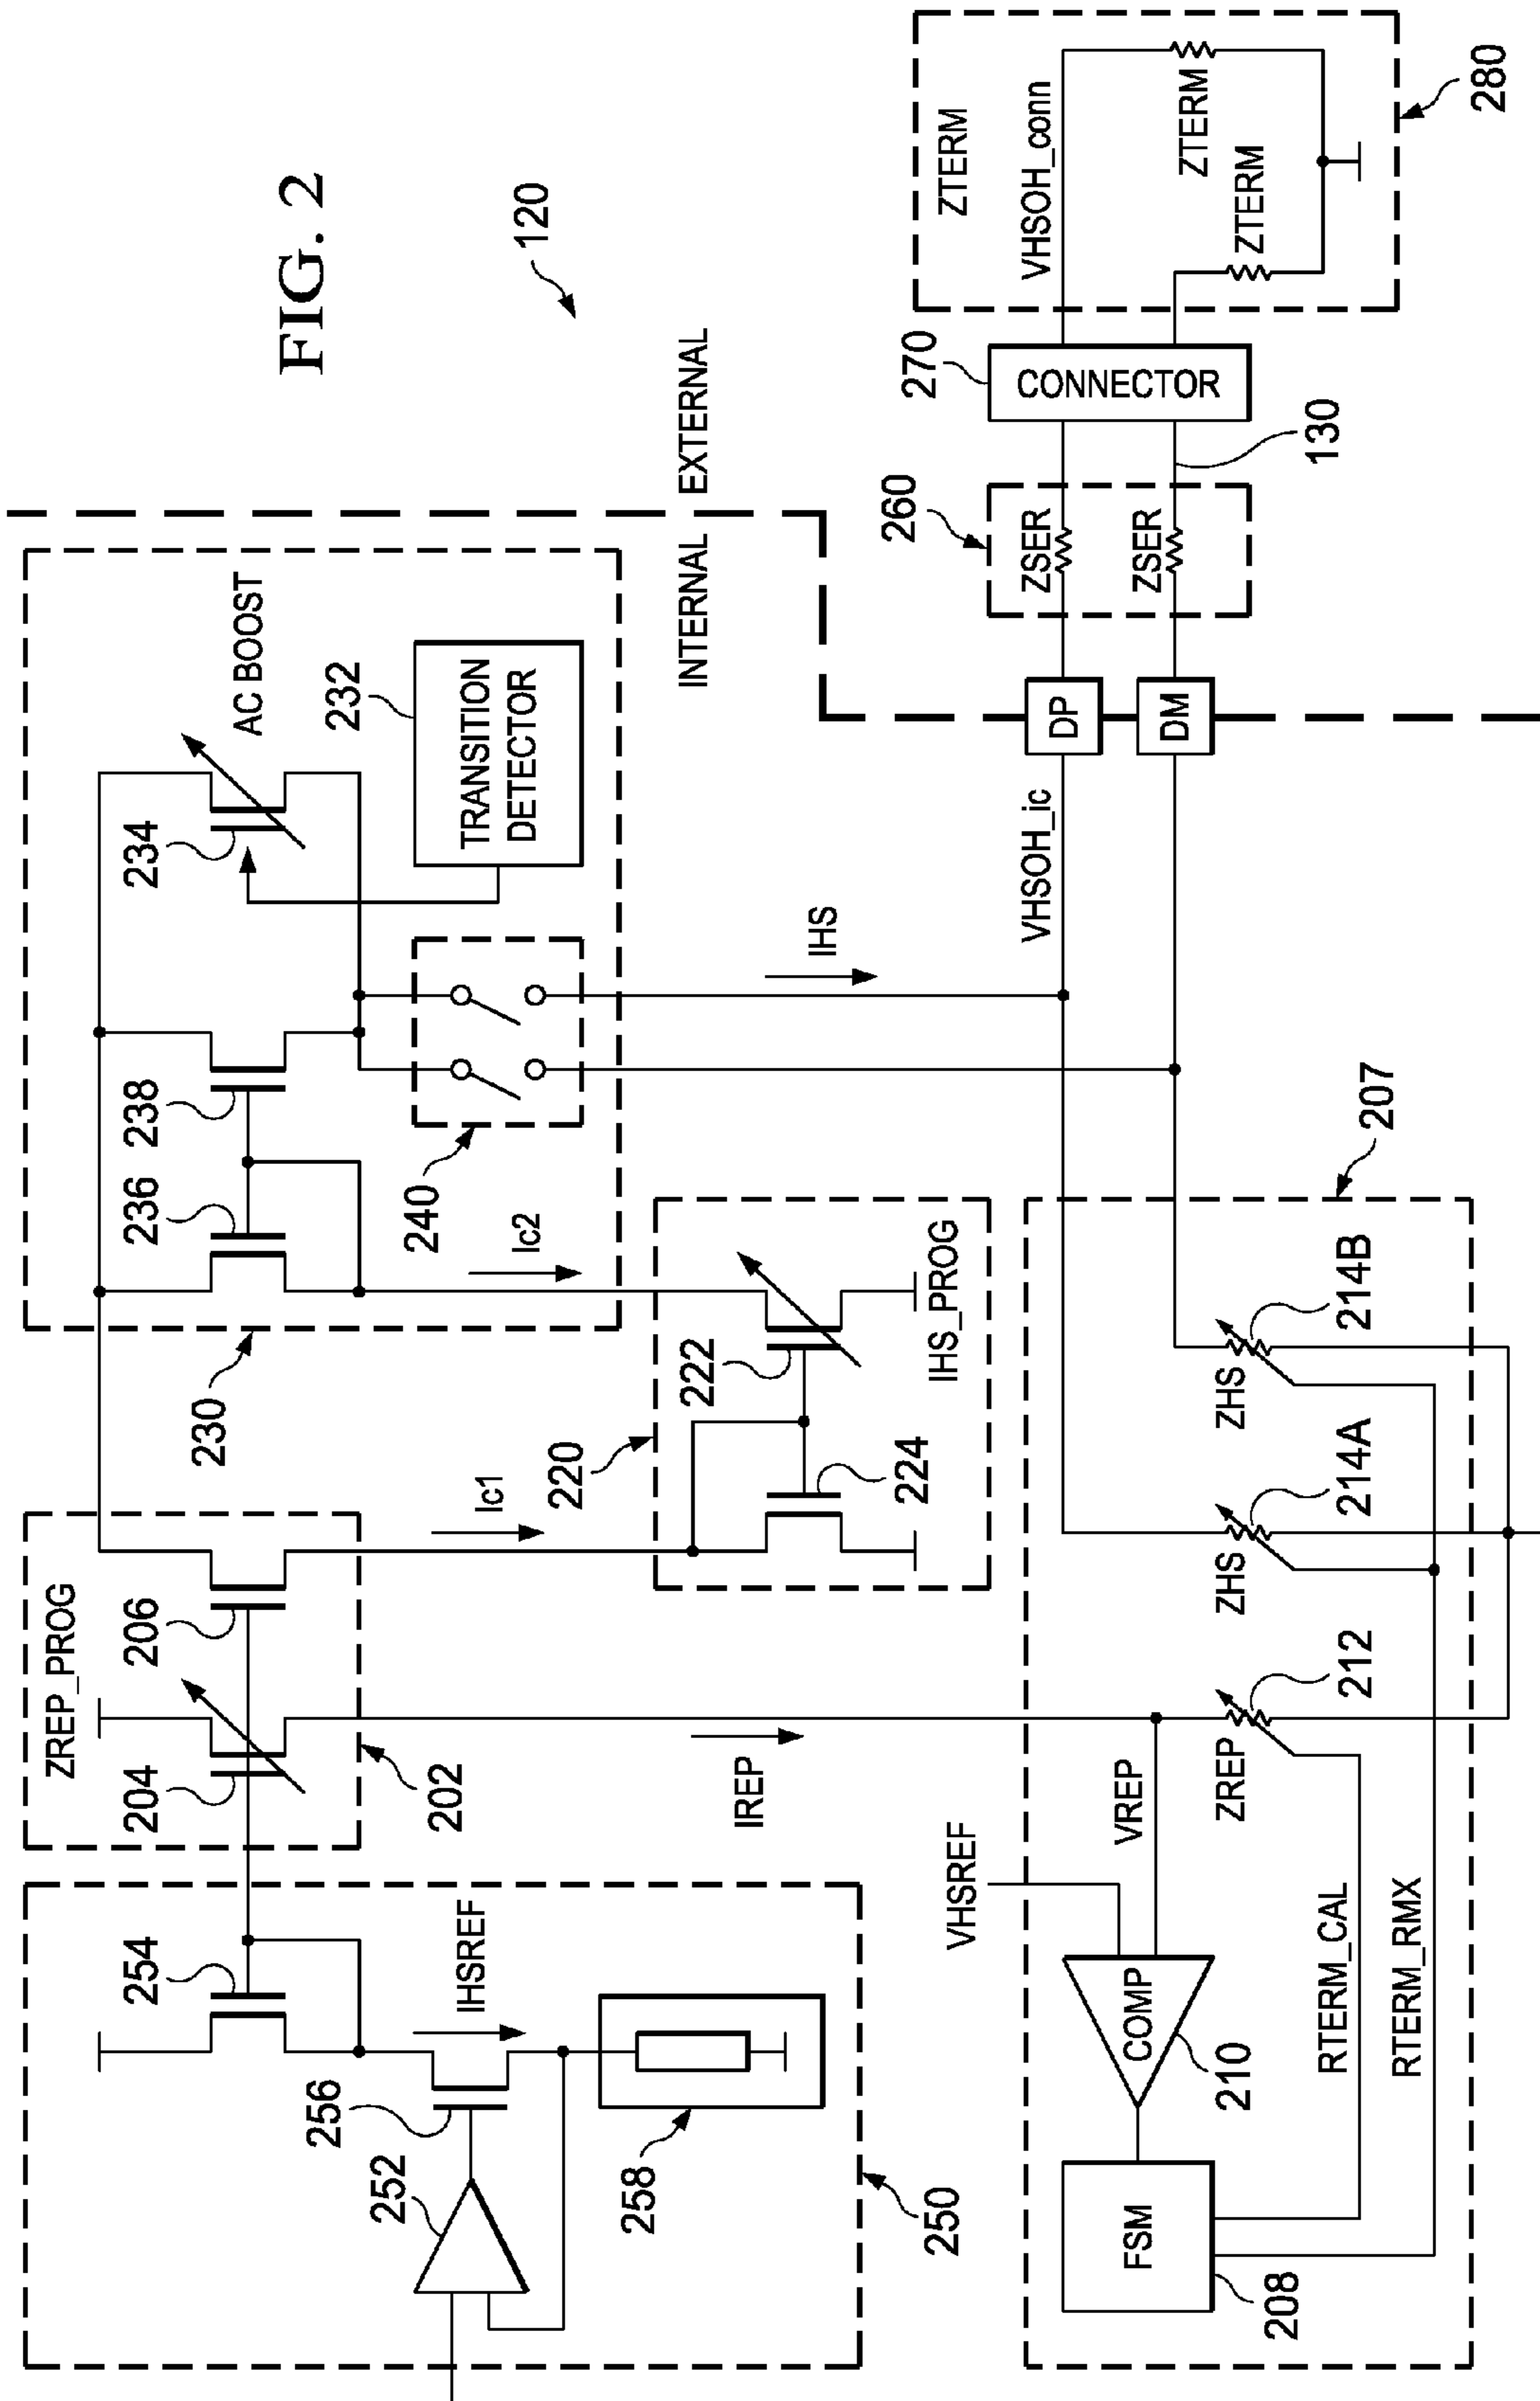 FIG. 2
120
INTERNAL
EXTERNAL
250
254
256
252
IHSREF
258
ZREP_PROG
204
206
202
IREP
Ic1
230
236
238
234
AC BOOST
232
TRANSITION
DETECTOR
240
Ic2
IHS
220
222
224
IHS_PROG
207
VHSREF
VREP
COMP
210
FSM
208
RTERM_CAL
RTERM_RMX
ZREP
212
ZHS
214A
ZHS
214B
VHSOH_ic
DP
DM
260
ZSER
ZSER
130
270
CONNECTOR
ZTERM
VHSOH_conn
ZTERM
ZTERM
280